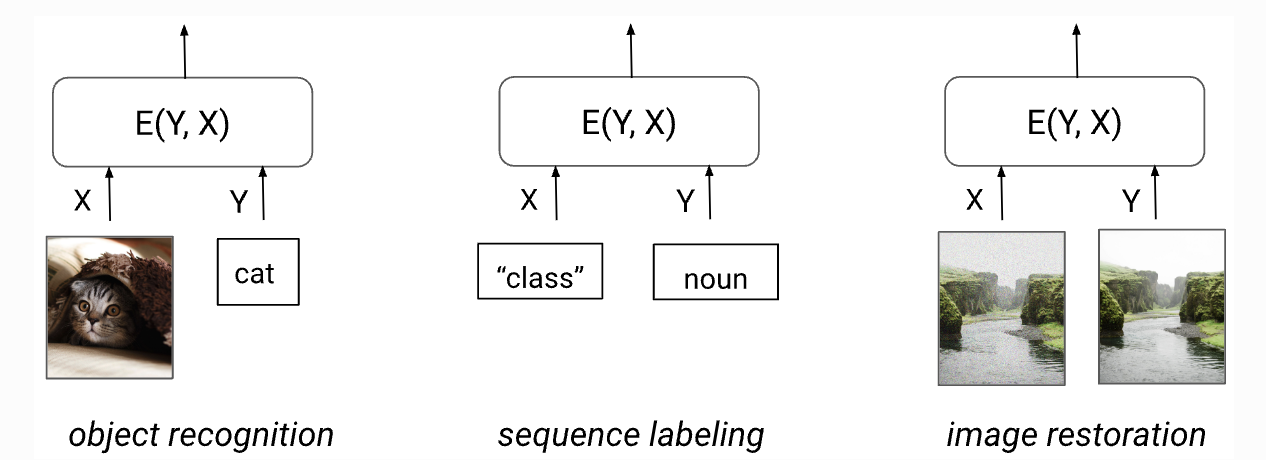 E(Y, X)
X
Y
cat
object recognition
E(Y, X)
X
Y
“class”
noun
sequence labeling
E(Y, X)
X
Y
image restoration